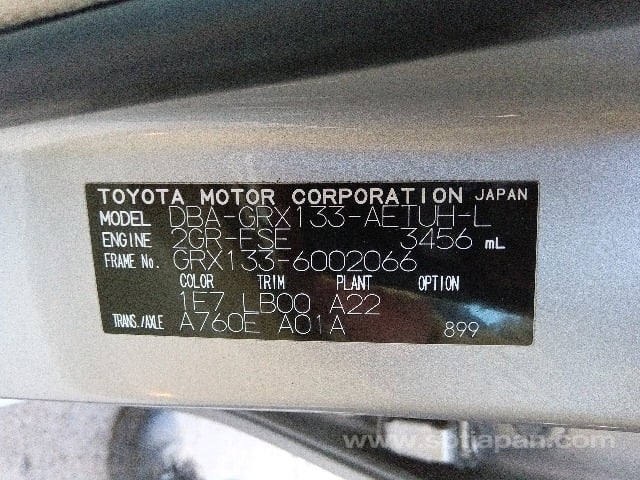 TOYOTA MOTOR CORPORATION JAPAN
MODEL DBA-GRX133-AETUH-L
ENGINE 2GR-FSE 3456 mL
FRAME No. GRX133-6002066
COLOR TRIM PLANT OPTION
1F7 LB00 A22
TRANS./AXLE A760E A01A 899
www.sbtjapan.com